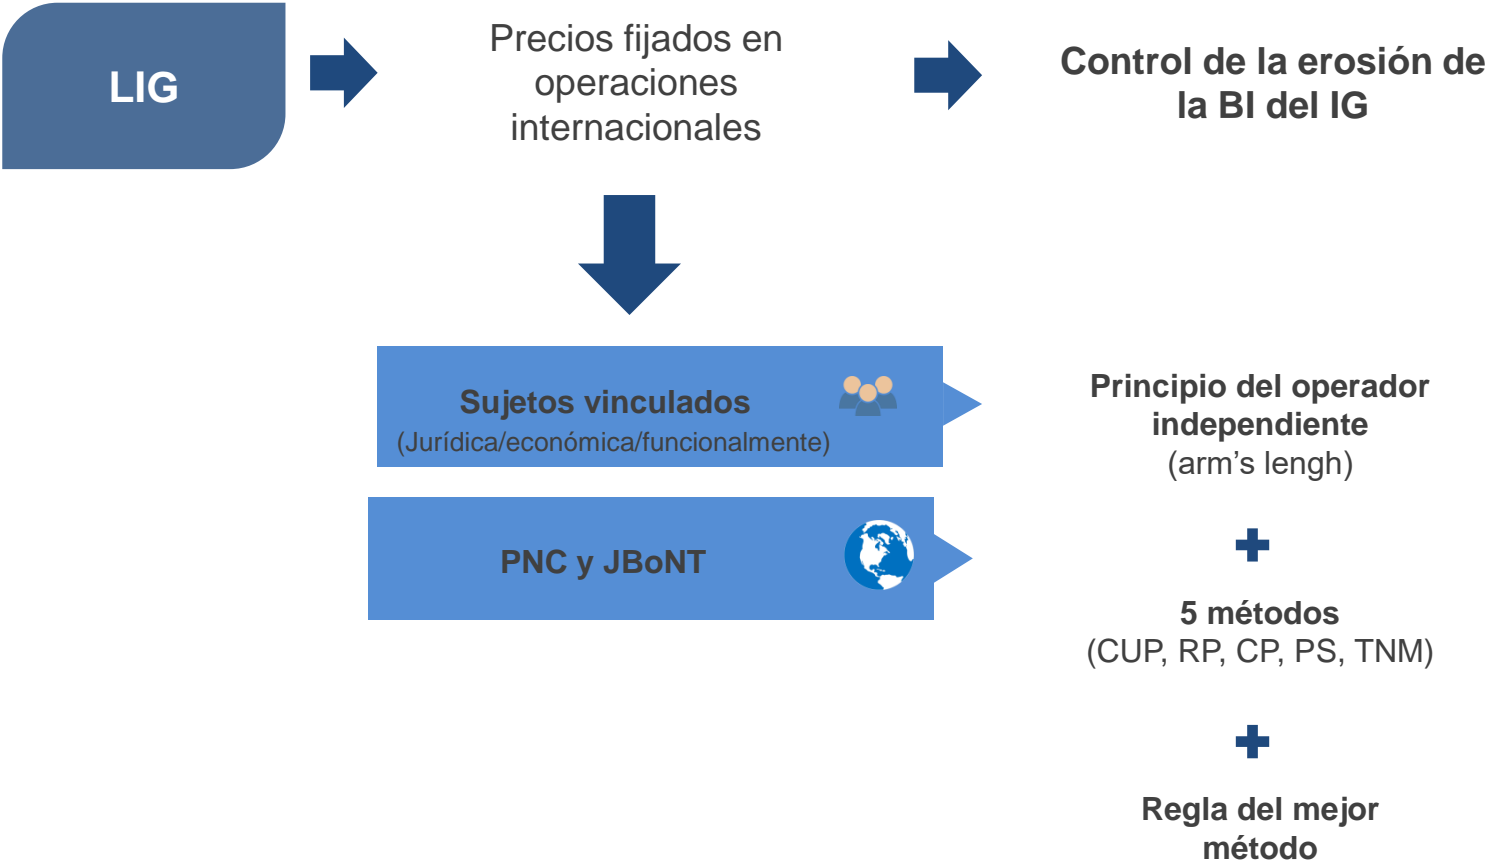 LIG
Precios fijados en
operaciones
internacionales
Control de la erosión de
la BI del IG
Sujetos vinculados
(Jurídica/económica/funcionalmente)
PNC y JBoNT
Principio del operador
independiente
(arm’s lengh)
5 métodos
(CUP, RP, CP, PS, TNM)
Regla del mejor
método